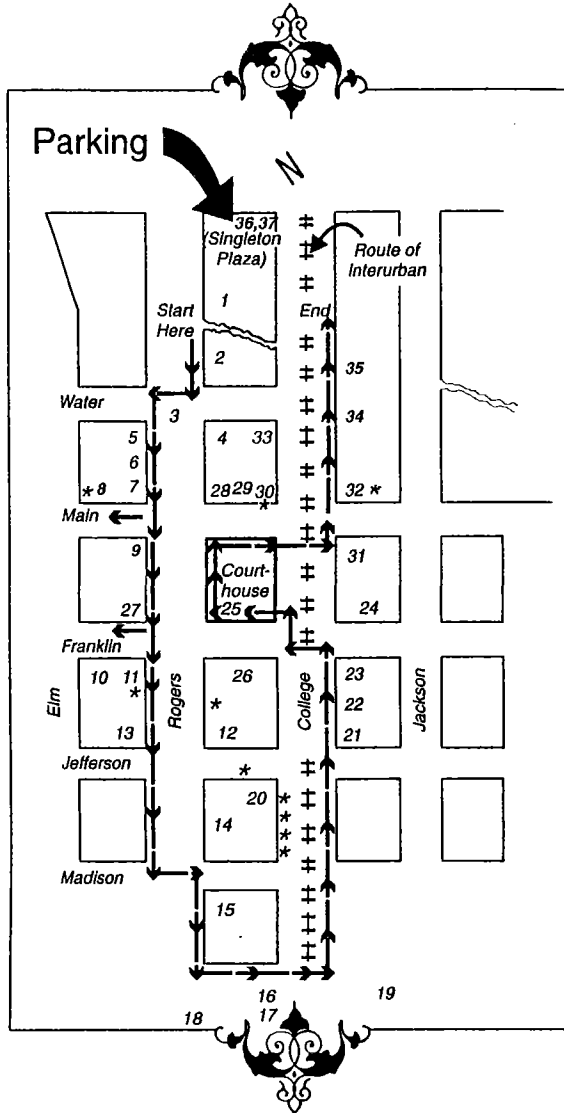 Parking
N
36,37
(Singleton
Plaza)
Route of
Interurban
1
Start
Here
End
2
35
Water
3
34
5
4 33
6
* 8 7
28 29 30
*
32 *
Main
9
Court-
house
31
27
25
24
Franklin
10 11
*
26
23
Elm
Rogers
*
College
22
Jackson
13
12
21
Jefferson
*
20 *
*
14
*
*
Madison
15
16
19
18
17